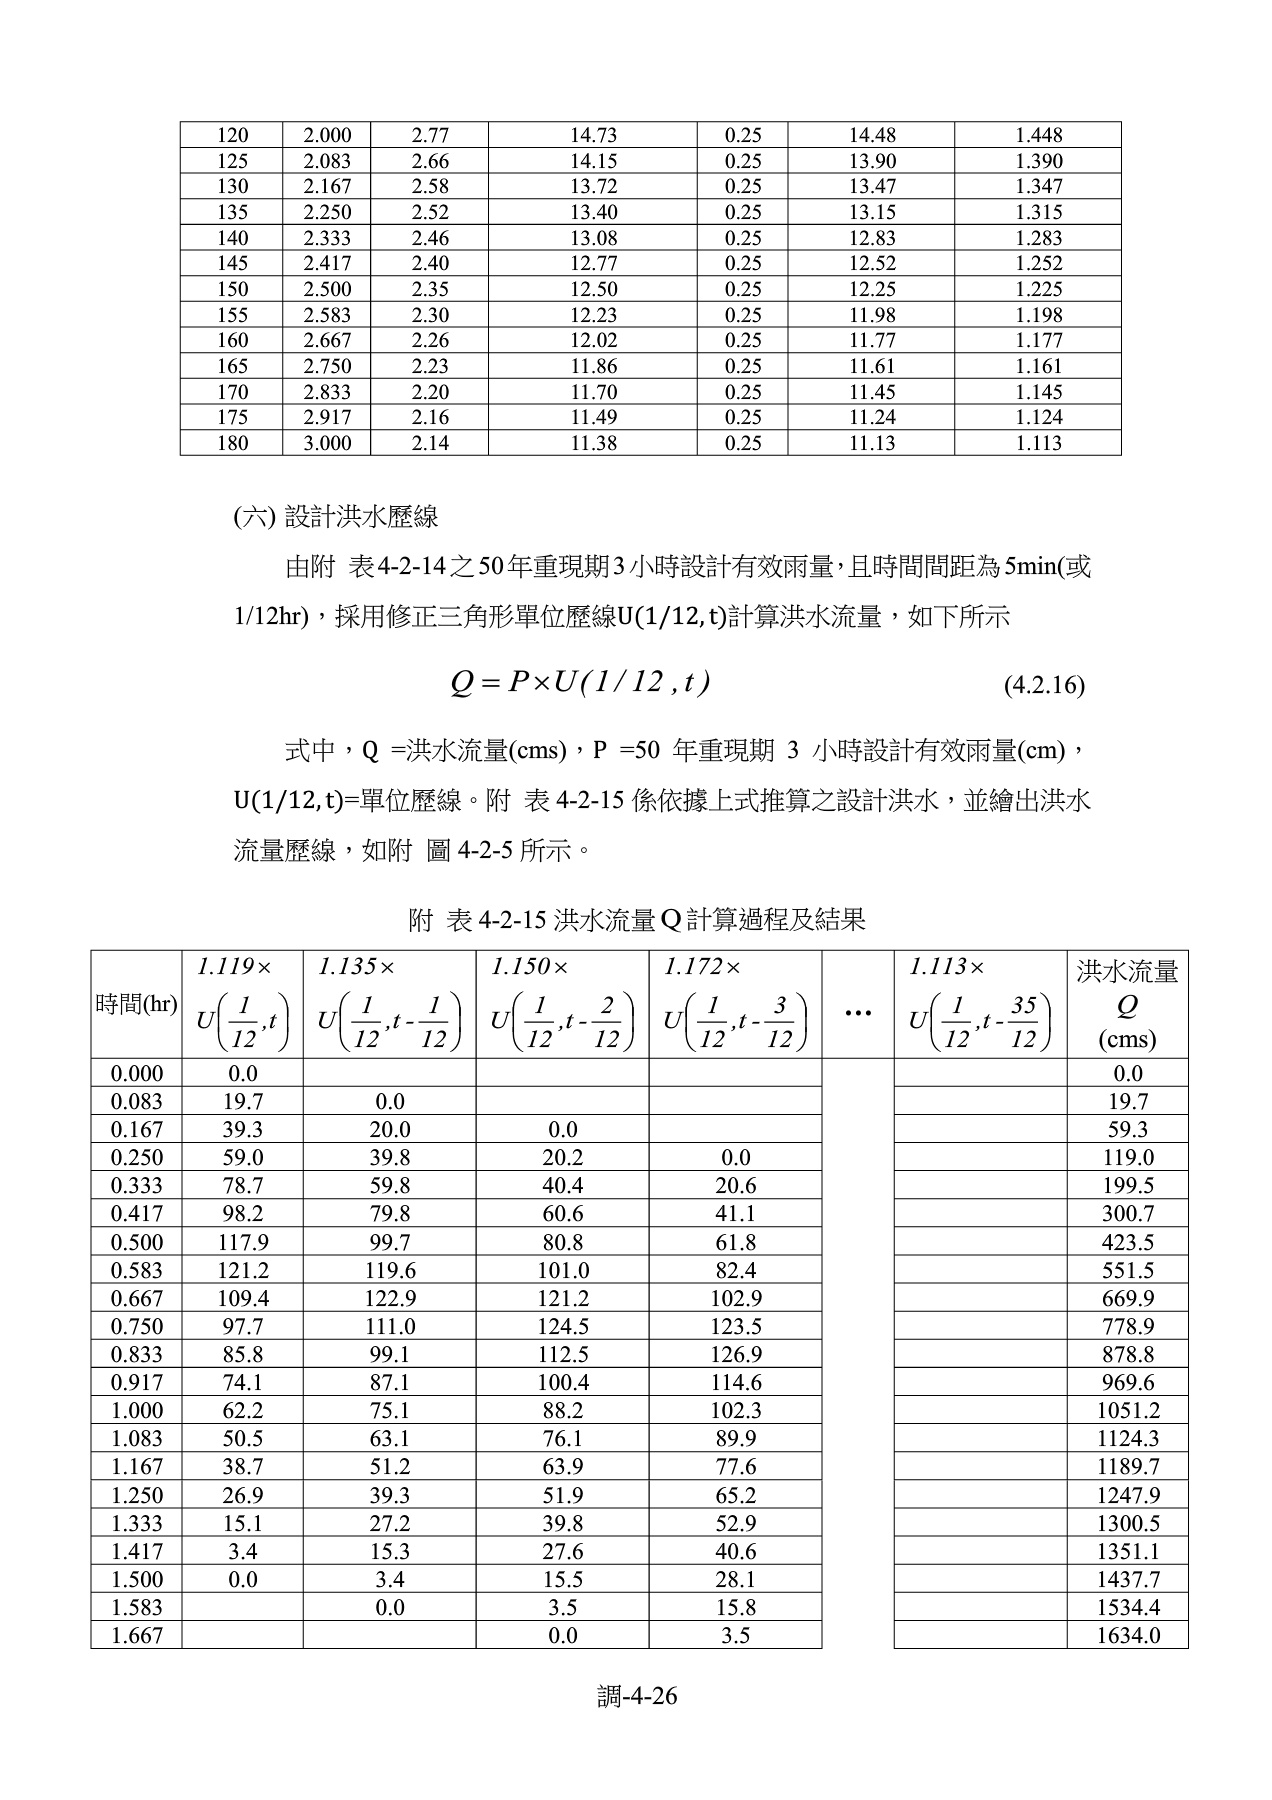 120 2.000 2.77 14.73 0.25 14.48 1.448
125 2.083 2.66 14.15 0.25 13.90 1.390
130 2.167 2.58 13.72 0.25 13.47 1.347
135 2.250 2.52 13.40 0.25 13.15 1.315
140 2.333 2.46 13.08 0.25 12.83 1.283
145 2.417 2.40 12.77 0.25 12.52 1.252
150 2.500 2.35 12.50 0.25 12.25 1.225
155 2.583 2.30 12.23 0.25 11.98 1.198
160 2.667 2.26 12.02 0.25 11.77 1.177
165 2.750 2.23 11.86 0.25 11.61 1.161
170 2.833 2.20 11.70 0.25 11.45 1.145
175 2.917 2.16 11.49 0.25 11.24 1.124
180 3.000 2.14 11.38 0.25 11.13 1.113
(六) 設計洪水歷線
由附 表4-2-14之50年重現期3小時設計有效雨量,且時間間距為5min(或
1/12hr),採用修正三角形單位歷線U(1/12, t)計算洪水流量,如下所示
Q = P×U(1/12 ,t) (4.2.16)
式中,Q =洪水流量(cms),P =50 年重現期 3 小時設計有效雨量(cm),
U(1/12, t)=單位歷線。附 表 4-2-15 係依據上式推算之設計洪水,並繪出洪水
流量歷線,如附 圖 4-2-5 所示。
附 表 4-2-15 洪水流量Q計算過程及結果
時間(hr) 1.119× U(1/12,t) 1.135× U(1/12,t-1/12) 1.150× U(1/12,t-2/12) 1.172× U(1/12,t-3/12) … 1.113× U(1/12,t-35/12) 洪水流量 Q (cms)
0.000 0.0 0.0
0.083 19.7 0.0 19.7
0.167 39.3 20.0 0.0 59.3
0.250 59.0 39.8 20.2 0.0 119.0
0.333 78.7 59.8 40.4 20.6 199.5
0.417 98.2 79.8 60.6 41.1 300.7
0.500 117.9 99.7 80.8 61.8 423.5
0.583 121.2 119.6 101.0 82.4 551.5
0.667 109.4 122.9 121.2 102.9 669.9
0.750 97.7 111.0 124.5 123.5 778.9
0.833 85.8 99.1 112.5 126.9 878.8
0.917 74.1 87.1 100.4 114.6 969.6
1.000 62.2 75.1 88.2 102.3 1051.2
1.083 50.5 63.1 76.1 89.9 1124.3
1.167 38.7 51.2 63.9 77.6 1189.7
1.250 26.9 39.3 51.9 65.2 1247.9
1.333 15.1 27.2 39.8 52.9 1300.5
1.417 3.4 15.3 27.6 40.6 1351.1
1.500 0.0 3.4 15.5 28.1 1437.7
1.583 0.0 3.5 15.8 1534.4
1.667 0.0 3.5 1634.0
調-4-26